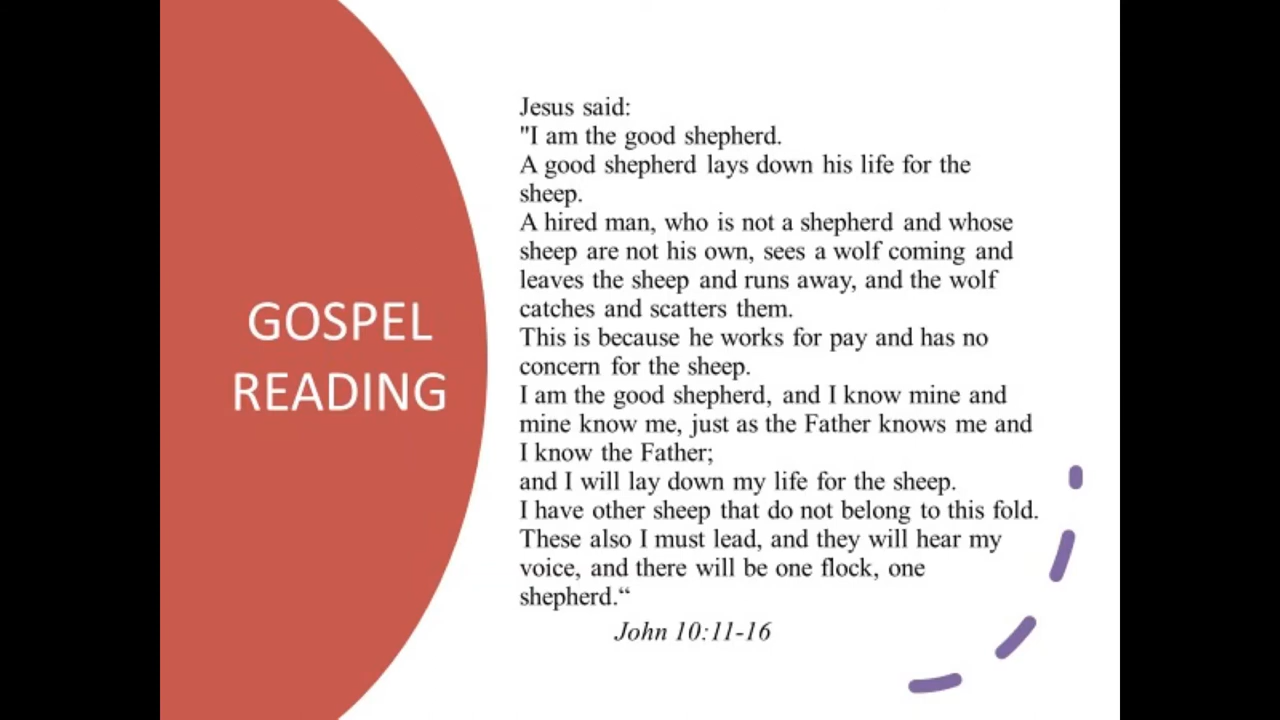 GOSPEL
READING
Jesus said:
"I am the good shepherd.
A good shepherd lays down his life for the
sheep.
A hired man, who is not a shepherd and whose
sheep are not his own, sees a wolf coming and
leaves the sheep and runs away, and the wolf
catches and scatters them.
This is because he works for pay and has no
concern for the sheep.
I am the good shepherd, and I know mine and
mine know me, just as the Father knows me and
I know the Father;
and I will lay down my life for the sheep.
I have other sheep that do not belong to this fold.
These also I must lead, and they will hear my
voice, and there will be one flock, one
shepherd.“
John 10:11-16